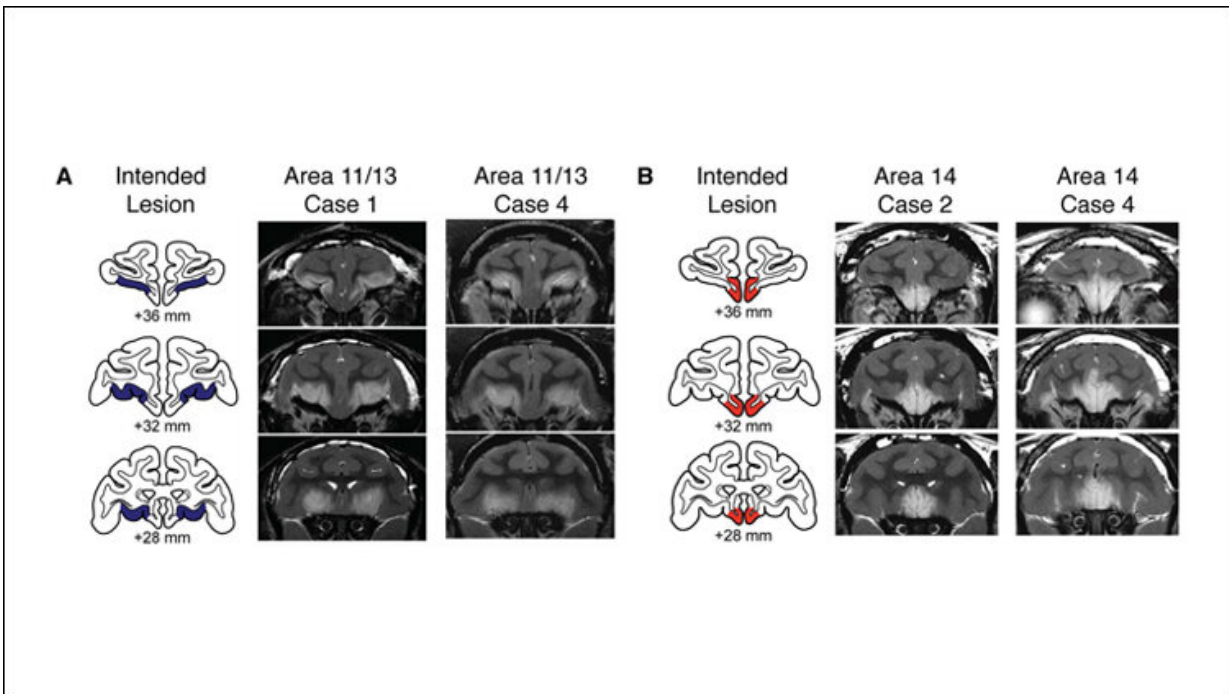 A
Intended
Lesion
Area 11/13
Case 1
Area 11/13
Case 4
+36 mm
+32 mm
+28 mm
B
Intended
Lesion
Area 14
Case 2
Area 14
Case 4
+36 mm
+32 mm
+28 mm